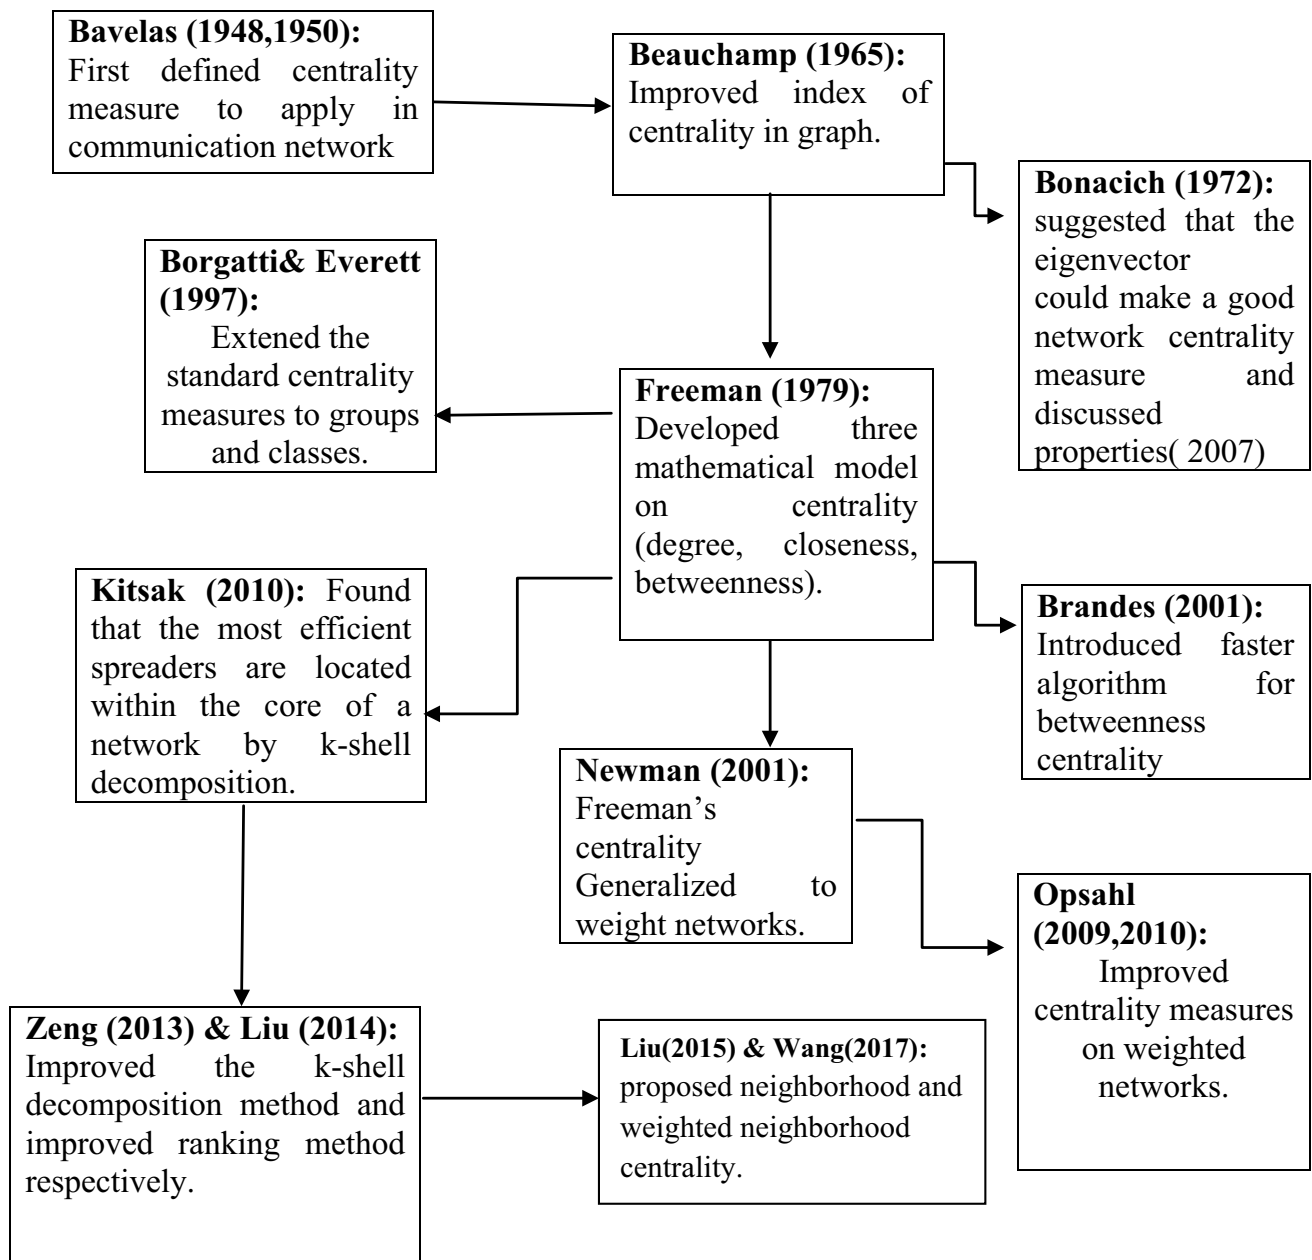 Bavelas (1948,1950):
First defined centrality
measure to apply in
communication network
Beauchamp (1965):
Improved index of
centrality in graph.
Bonacich (1972):
suggested that the
eigenvector
could make a good
network centrality
measure and
discussed
properties( 2007)
Borgatti& Everett
(1997):
Extened the
standard centrality
measures to groups
and classes.
Freeman (1979):
Developed three
mathematical model
on centrality
(degree, closeness,
betweenness).
Kitsak (2010): Found
that the most efficient
spreaders are located
within the core of a
network by k-shell
decomposition.
Brandes (2001):
Introduced faster
algorithm for
betweenness
centrality
Newman (2001):
Freeman’s
centrality
Generalized to
weight networks.
Opsahl
(2009,2010):
Improved
centrality measures
on weighted
networks.
Zeng (2013) & Liu (2014):
Improved the k-shell
decomposition method and
improved ranking method
respectively.
Liu(2015) & Wang(2017):
proposed neighborhood and
weighted neighborhood
centrality.